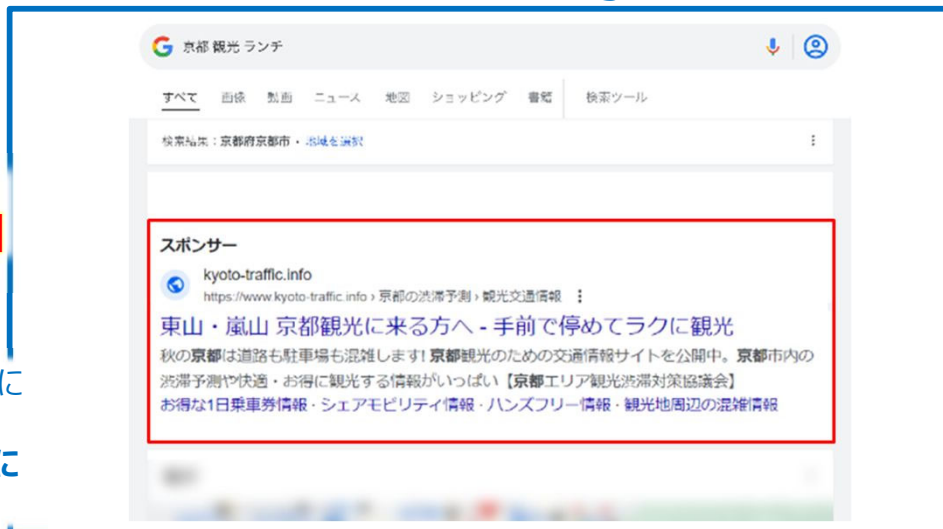 京都 観光 ランチ
すべて 画像 動画 ニュース 地図 ショッピング 書籍 検索ツール
検索結果：京都府京都市・地域を選択
スポンサー
kyoto-traffic.info
https://www.kyoto-traffic.info › 京都の渋滞予測 › 観光交通情報
東山・嵐山 京都観光に来る方へ - 手前で停めてラクに観光
秋の京都は道路も駐車場も混雑します! 京都観光のための交通情報サイトを公開中。京都市内の
渋滞予測や快適・お得に観光する情報がいっぱい【京都エリア観光渋滞対策協議会】
お得な1日乗車券情報・シェアモビリティ情報・ハンズフリー情報・観光地周辺の混雑情報
に
に